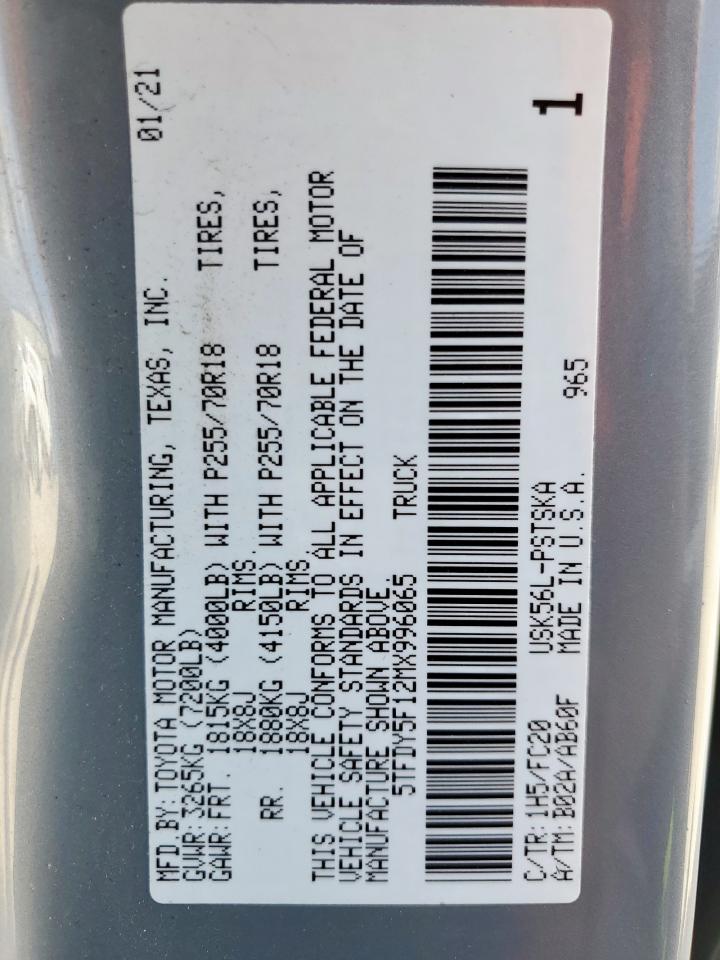 MFD.BY:TOYOTA MOTOR MANUFACTURING, TEXAS, INC. 01/21
GVWR:3265KG (7200LB)
GAWR:FRT. 1815KG (4000LB) WITH P255/70R18 TIRES,
18X8J RIMS.
RR. 1880KG (4150LB) WITH P255/70R18 TIRES,
18X8J RIMS.
THIS VEHICLE CONFORMS TO ALL APPLICABLE FEDERAL MOTOR
VEHICLE SAFETY STANDARDS IN EFFECT ON THE DATE OF
MANUFACTURE SHOWN ABOVE.
5TFDY5F12MX996065 TRUCK
C/TR:1H5/FC20 USK56L-PSTSKA 1
A/TM:B02A/AB60F MADE IN U.S.A. 965